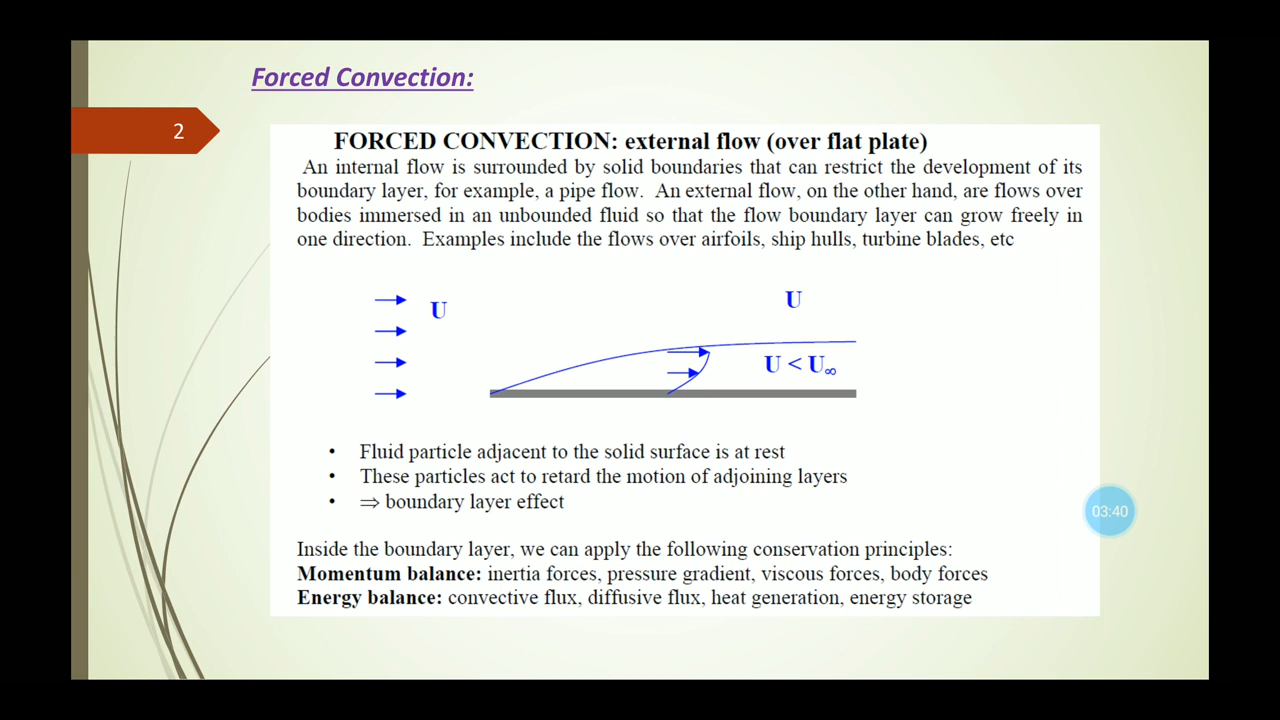 Forced Convection:
2
FORCED CONVECTION: external flow (over flat plate)
An internal flow is surrounded by solid boundaries that can restrict the development of its
boundary layer, for example, a pipe flow. An external flow, on the other hand, are flows over
bodies immersed in an unbounded fluid so that the flow boundary layer can grow freely in
one direction. Examples include the flows over airfoils, ship hulls, turbine blades, etc
U
U
U < U∞
• Fluid particle adjacent to the solid surface is at rest
• These particles act to retard the motion of adjoining layers
• ⇒ boundary layer effect
03:40
Inside the boundary layer, we can apply the following conservation principles:
Momentum balance: inertia forces, pressure gradient, viscous forces, body forces
Energy balance: convective flux, diffusive flux, heat generation, energy storage